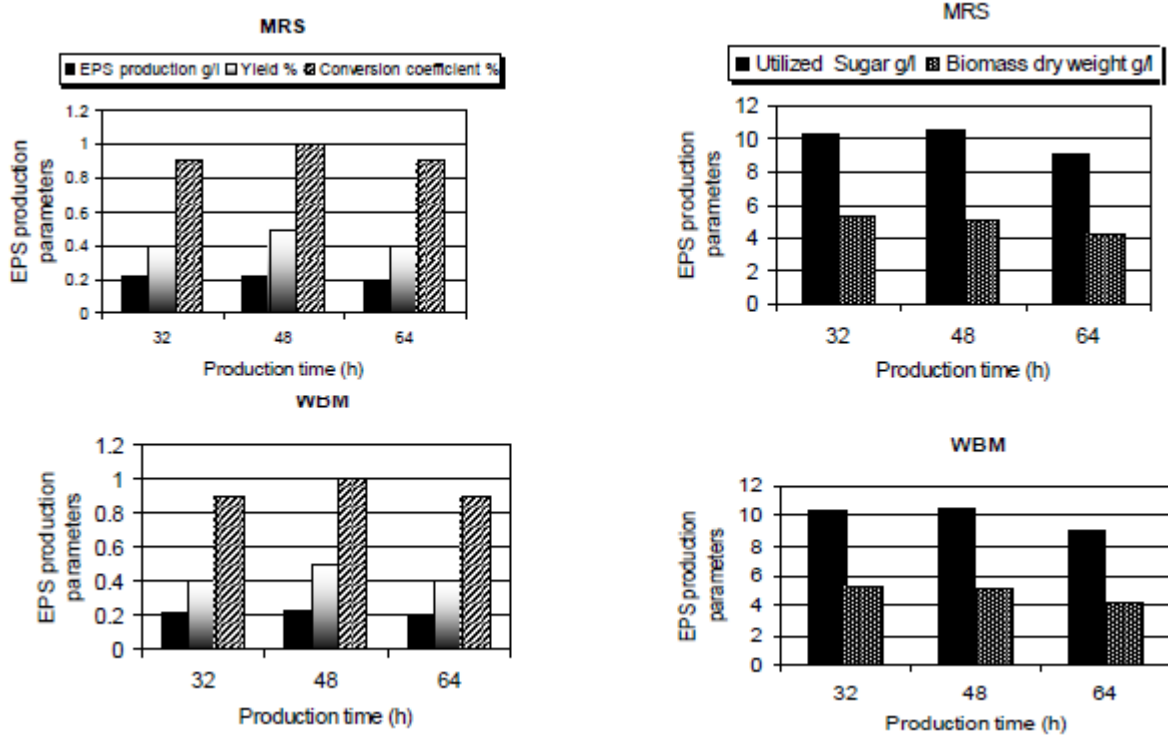 MRS
EPS production g/l Yield % Conversion coefficient %
1.2
1
0.8
0.6
0.4
0.2
0
EPS production
parameters
32 48 64
Production time (h)
MRS
Utilized Sugar g/l Biomass dry weight g/l
12
10
8
6
4
2
0
EPS production
parameters
32 48 64
Production time (h)
WBM
1.2
1
0.8
0.6
0.4
0.2
0
EPS production
parameters
32 48 64
Production time (h)
WBM
12
10
8
6
4
2
0
EPS production
parameters
32 48 64
Production time (h)